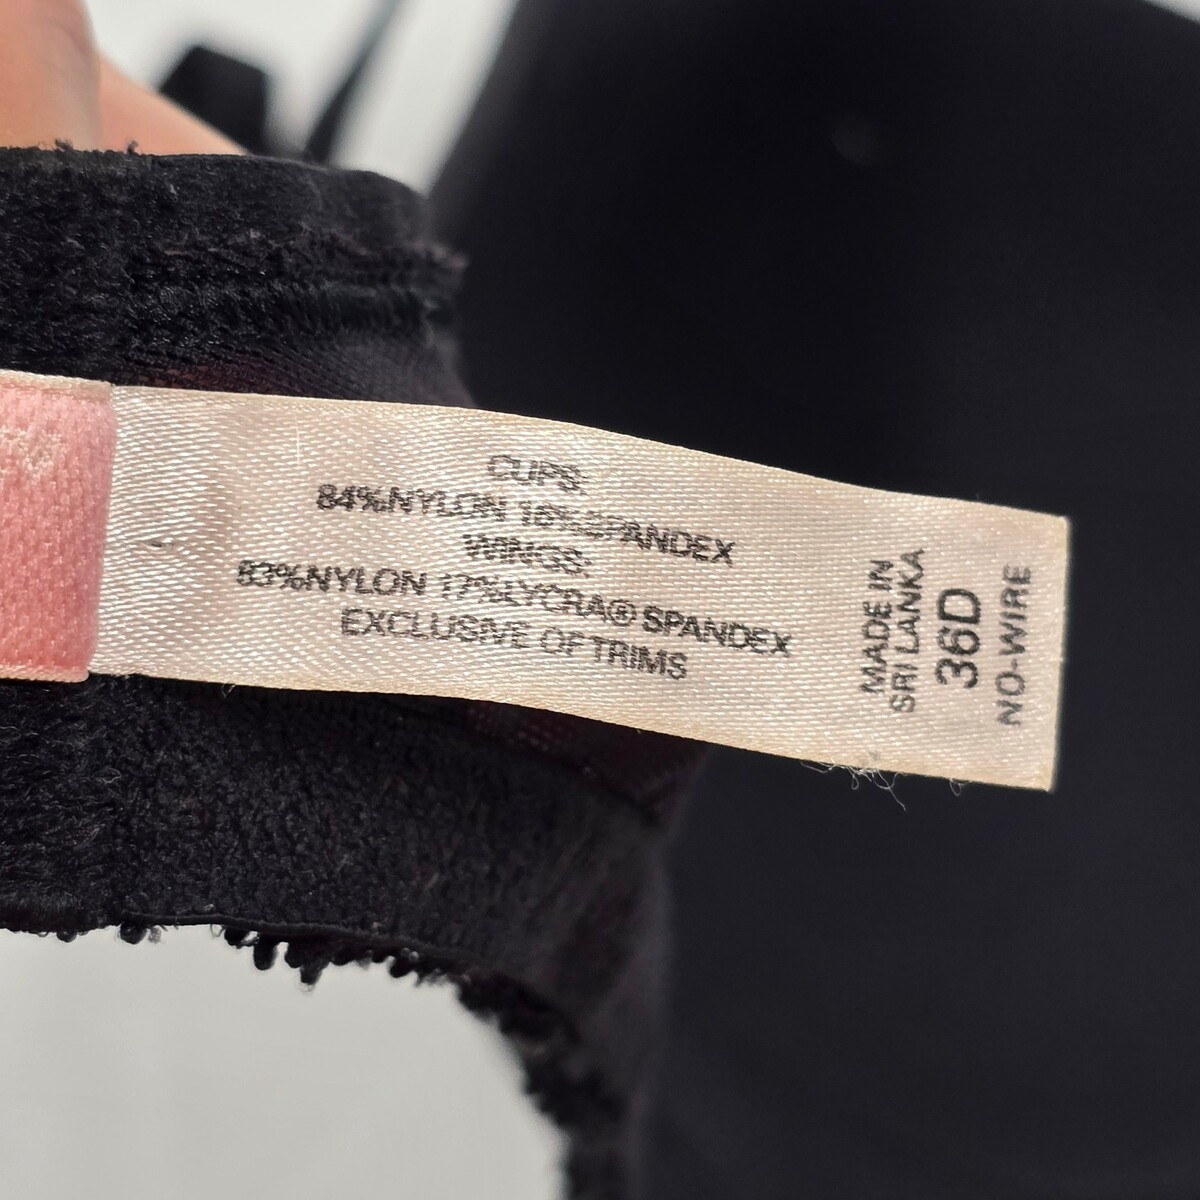 CUPS:
84%NYLON 16%SPANDEX
WINGS:
83%NYLON 17%LYCRA® SPANDEX
EXCLUSIVE OF TRIMS
MADE IN
SRI LANKA
36D
NO-WIRE